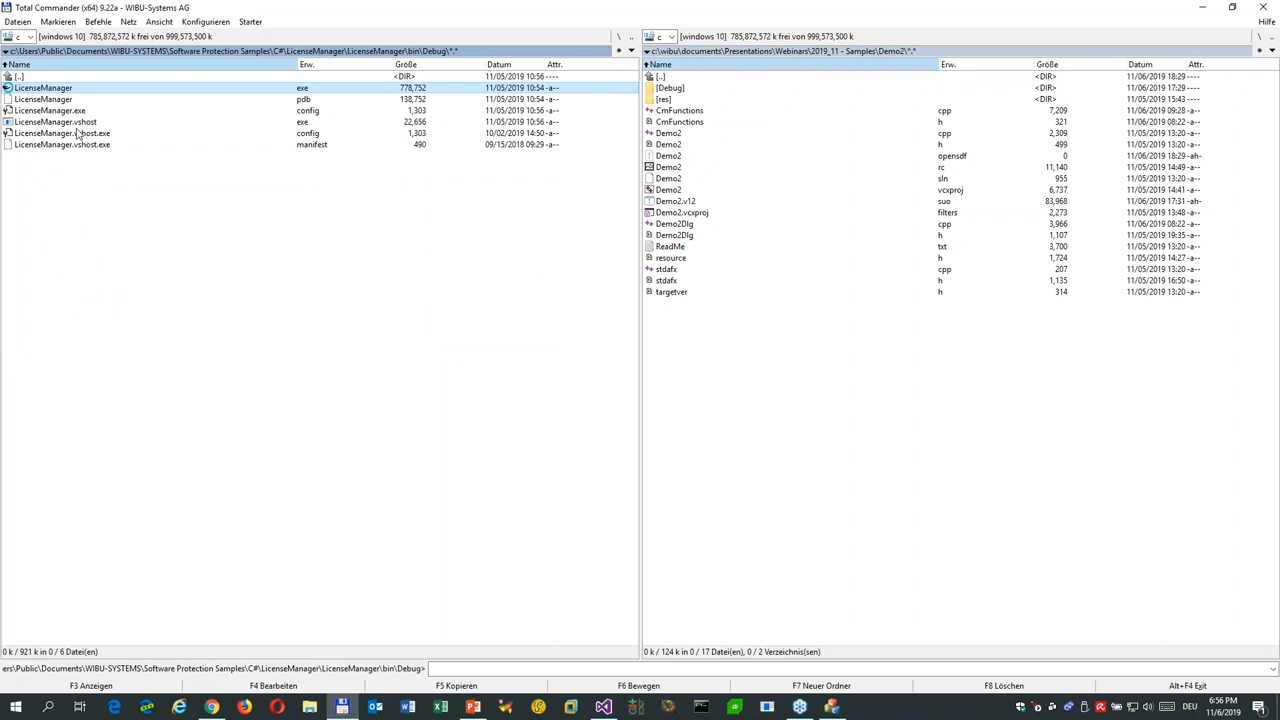 Total Commander (x64) 9.22a - WIBU-Systems AG
Dateien Markieren Befehle Netz Ansicht Konfigurieren Starter Hilfe
c [windows 10] 785,872,572 k frei von 999,573,500 k \ ..
c [windows 10] 785,872,572 k frei von 999,573,500 k \ ..
c:\Users\Public\Documents\WIBU-SYSTEMS\Software Protection Samples\C#\LicenseManager\LicenseManager\bin\Debug\*.*
c:\wibu\documents\Presentations\Webinars\2019_11 - Samples\Demo2\*.*
Name Erw. Größe Datum Attr.
[..] <DIR> 11/05/2019 10:56 ----
LicenseManager exe 778,752 11/05/2019 10:54 -a--
LicenseManager pdb 138,752 11/05/2019 10:54 -a--
LicenseManager.exe config 1,303 11/05/2019 10:56 -a--
LicenseManager.vshost exe 22,656 11/05/2019 10:56 -a--
LicenseManager.vshost.exe config 1,303 10/02/2019 14:50 -a--
LicenseManager.vshost.exe manifest 490 09/15/2018 09:29 -a--
Name Erw. Größe Datum Attr.
[..] <DIR> 11/06/2019 18:29 ----
[Debug] <DIR> 11/06/2019 17:29 ----
[res] <DIR> 11/05/2019 15:43 ----
CmFunctions cpp 7,209 11/06/2019 09:28 -a--
CmFunctions h 321 11/06/2019 08:22 -a--
Demo2 cpp 2,309 11/05/2019 13:20 -a--
Demo2 h 499 11/05/2019 13:20 -a--
Demo2 opensdf 0 11/06/2019 18:29 -ah-
Demo2 rc 11,140 11/05/2019 14:49 -a--
Demo2 sln 955 11/05/2019 13:20 -a--
Demo2 vcxproj 6,737 11/05/2019 14:41 -a--
Demo2.v12 suo 83,968 11/06/2019 17:31 -ah-
Demo2.vcxproj filters 2,273 11/05/2019 13:48 -a--
Demo2Dlg cpp 3,966 11/06/2019 08:22 -a--
Demo2Dlg h 1,107 11/05/2019 19:35 -a--
ReadMe txt 3,700 11/05/2019 13:20 -a--
resource h 1,724 11/05/2019 14:27 -a--
stdafx cpp 207 11/05/2019 13:20 -a--
stdafx h 1,135 11/05/2019 16:50 -a--
targetver h 314 11/05/2019 13:20 -a--
0 k / 921 k in 0 / 6 Datei(en)
0 k / 124 k in 0 / 17 Datei(en), 0 / 2 Verzeichnis(sen)
ers\Public\Documents\WIBU-SYSTEMS\Software Protection Samples\C#\LicenseManager\LicenseManager\bin\Debug>
F3 Anzeigen F4 Bearbeiten F5 Kopieren F6 Bewegen F7 Neuer Ordner F8 Löschen Alt+F4 Exit
DEU
6:56 PM
11/6/2019